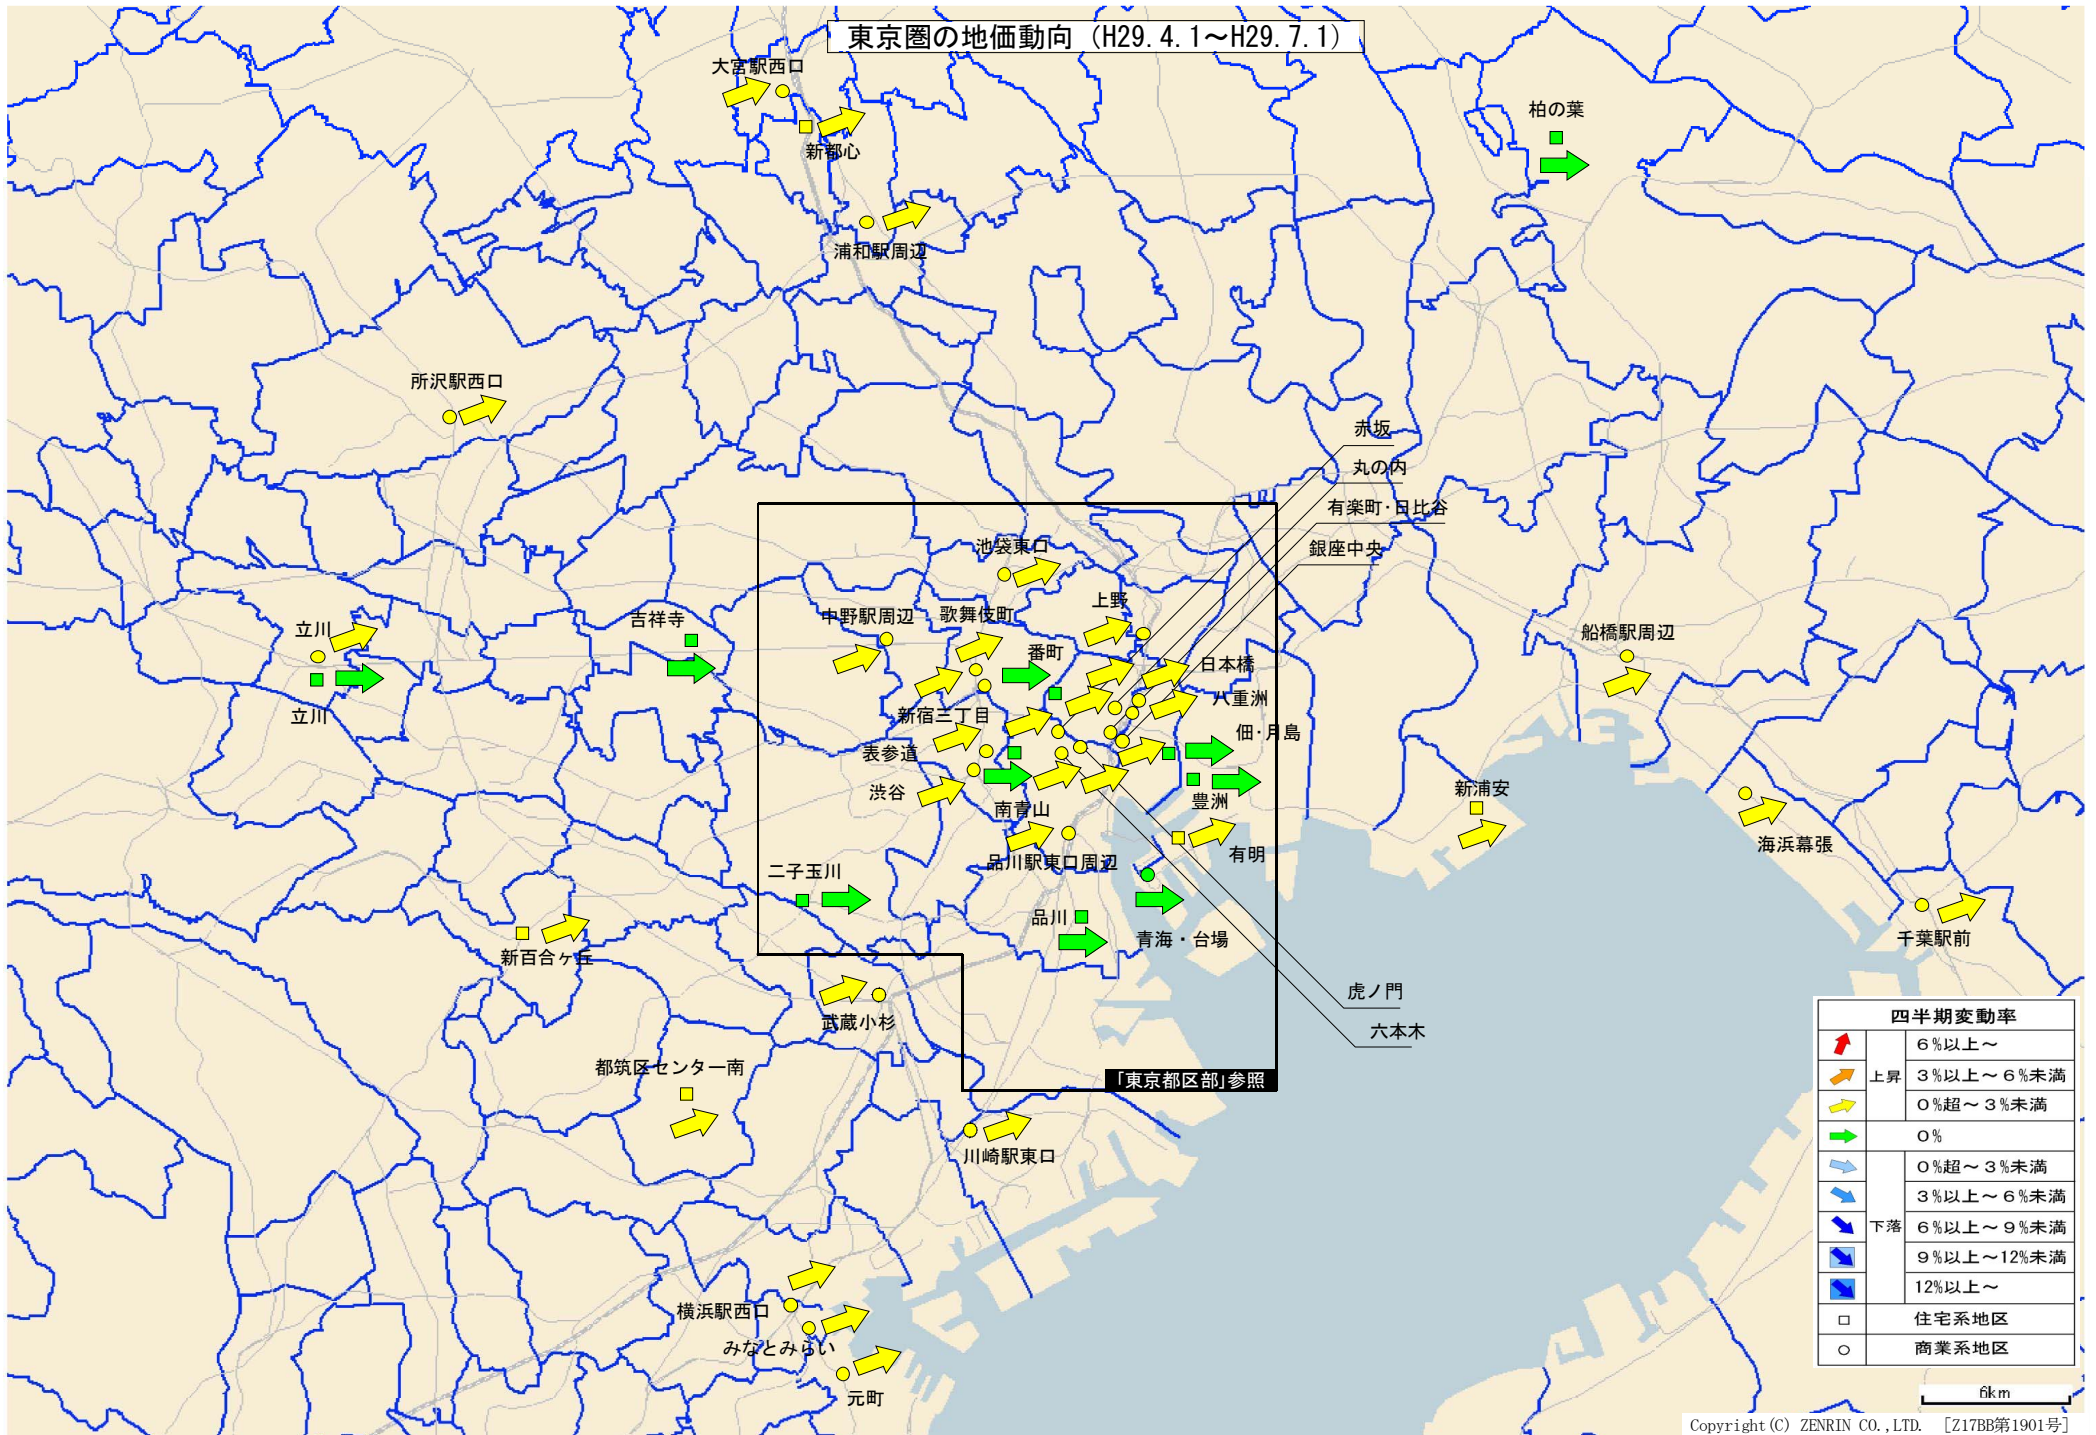 東京圏の地価動向（H29.4.1～H29.7.1）
大宮駅西口
新都心
柏の葉
浦和駅周辺
所沢駅西口
赤坂
丸の内
有楽町・日比谷
銀座中央
池袋東口
上野
中野駅周辺
歌舞伎町
吉祥寺
立川
立川
船橋駅周辺
番町
日本橋
八重洲
新宿三丁目
佃・月島
表参道
渋谷
南青山
豊洲
新浦安
有明
海浜幕張
品川駅東口周辺
二子玉川
品川
青海・台場
千葉駅前
新百合ヶ丘
虎ノ門
六本木
武蔵小杉
都筑区センター南
「東京都区部」参照
川崎駅東口
横浜駅西口
みなとみらい
元町
四半期変動率
上昇
６%以上～
３%以上～６%未満
０%超～３%未満
０%
下落
０%超～３%未満
３%以上～６%未満
６%以上～９%未満
９%以上～12%未満
12%以上～
住宅系地区
商業系地区
6km
Copyright(C) ZENRIN CO.,LTD. [Z17BB第1901号]